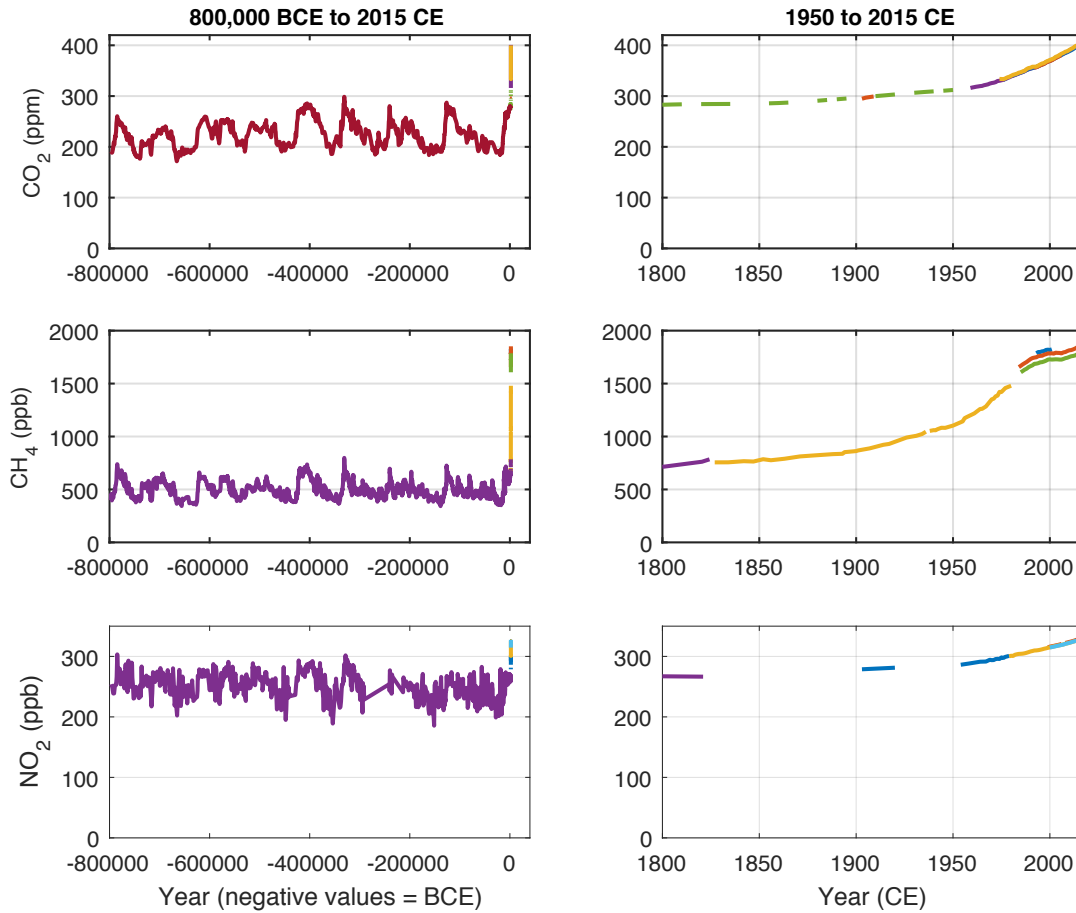 800,000 BCE to 2015 CE
1950 to 2015 CE
CO2 (ppm)
400
300
200
100
0
-800000 -600000 -400000 -200000 0
400
300
200
100
0
1800 1850 1900 1950 2000
CH4 (ppb)
2000
1500
1000
500
0
-800000 -600000 -400000 -200000 0
2000
1500
1000
500
0
1800 1850 1900 1950 2000
NO2 (ppb)
300
200
100
0
-800000 -600000 -400000 -200000 0
Year (negative values = BCE)
300
200
100
0
1800 1850 1900 1950 2000
Year (CE)